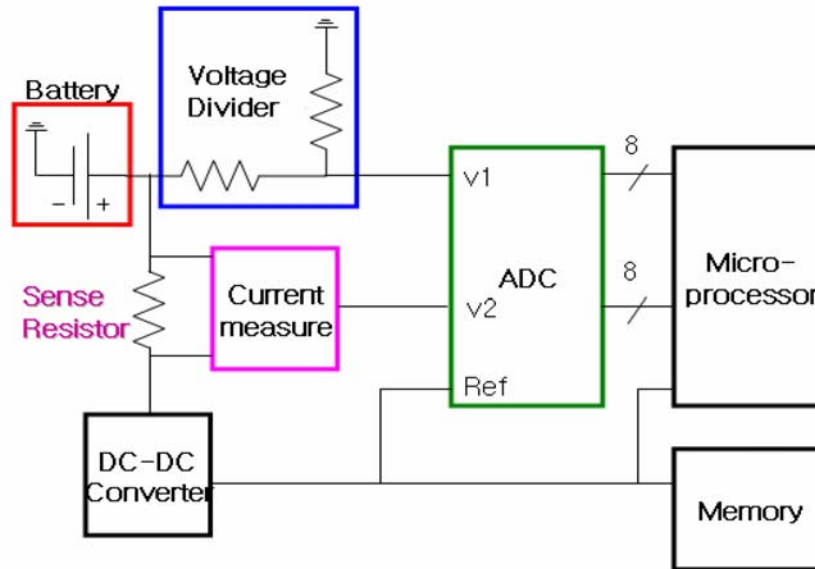 Battery
- +
Voltage
Divider
v1
8
ADC
8
Micro-
processor
Sense
Resistor
Current
measure
v2
Ref
DC-DC
Converter
Memory